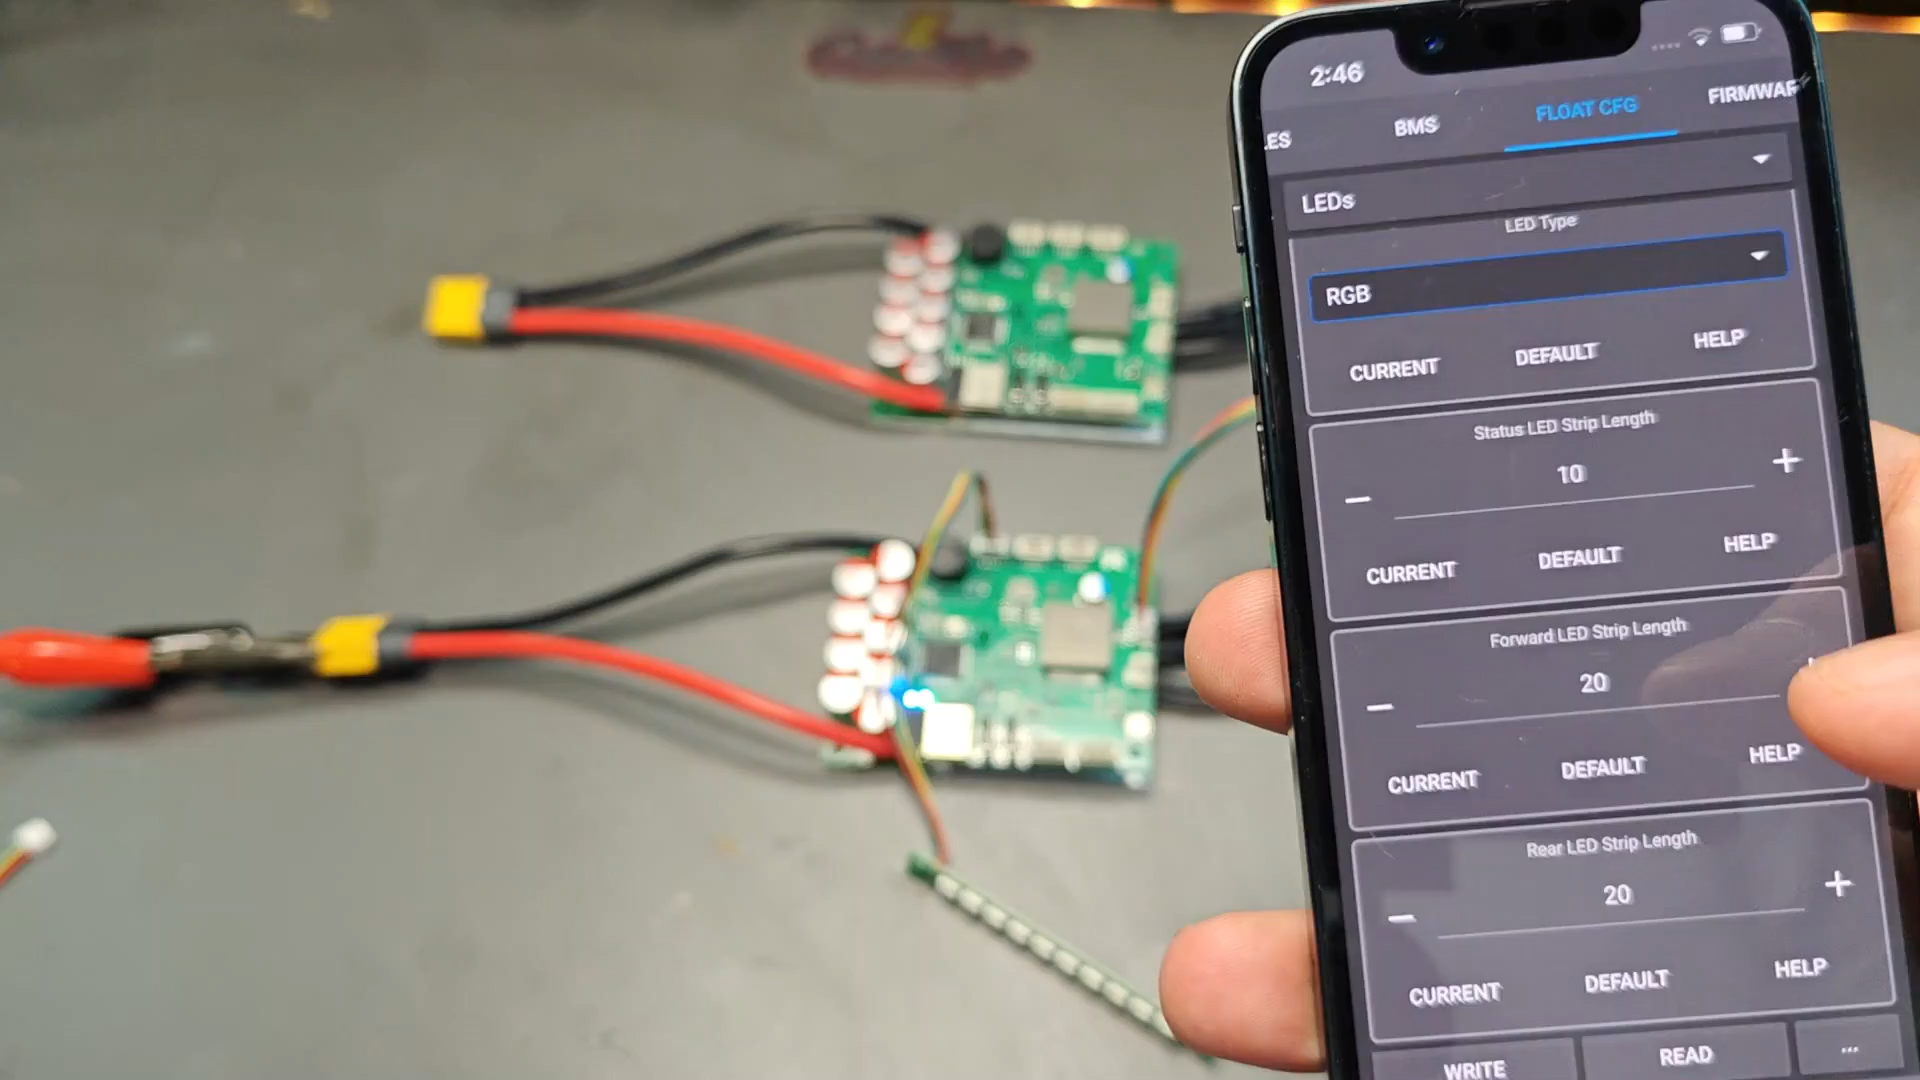 2:46
LES
BMS
FLOAT CFG
FIRMWAR
LEDs
LED Type
RGB
CURRENT
DEFAULT
HELP
Status LED Strip Length
10
CURRENT
DEFAULT
HELP
Forward LED Strip Length
20
CURRENT
DEFAULT
HELP
Rear LED Strip Length
20
CURRENT
DEFAULT
HELP
WRITE
READ
...